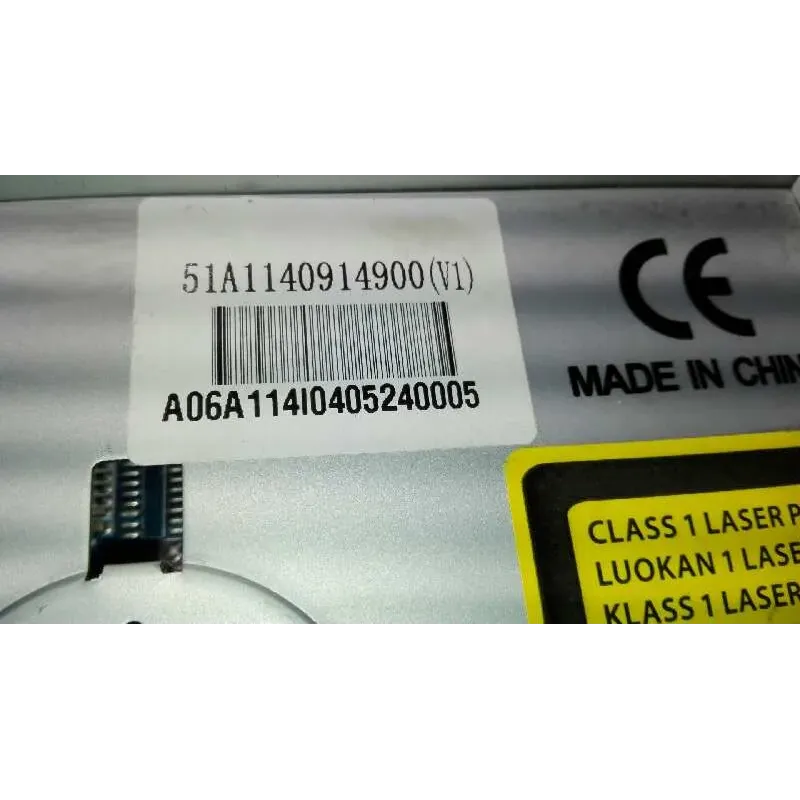 51A1140914900(V1)
A06A114I0405240005
CE
MADE IN CHIN
CLASS 1 LASER P
LUOKAN 1 LASE
KLASS 1 LASER